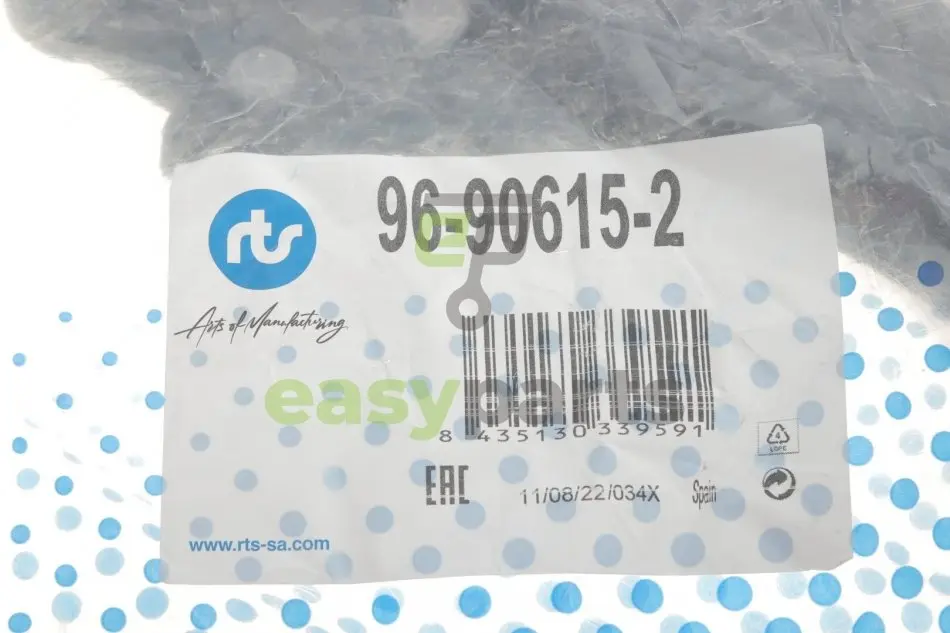 96-90615-2
rts
Arts of Manufacturing
easyparts
8 435130 339591
EAC
11/08/22/034X
Spain
4
LDPE
www.rts-sa.com